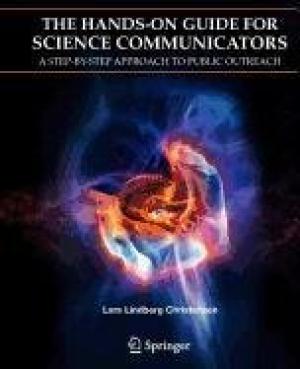 THE HANDS-ON GUIDE FOR
SCIENCE COMMUNICATORS
A STEP-BY-STEP APPROACH TO PUBLIC OUTREACH
Lars Lindberg Christensen
Springer